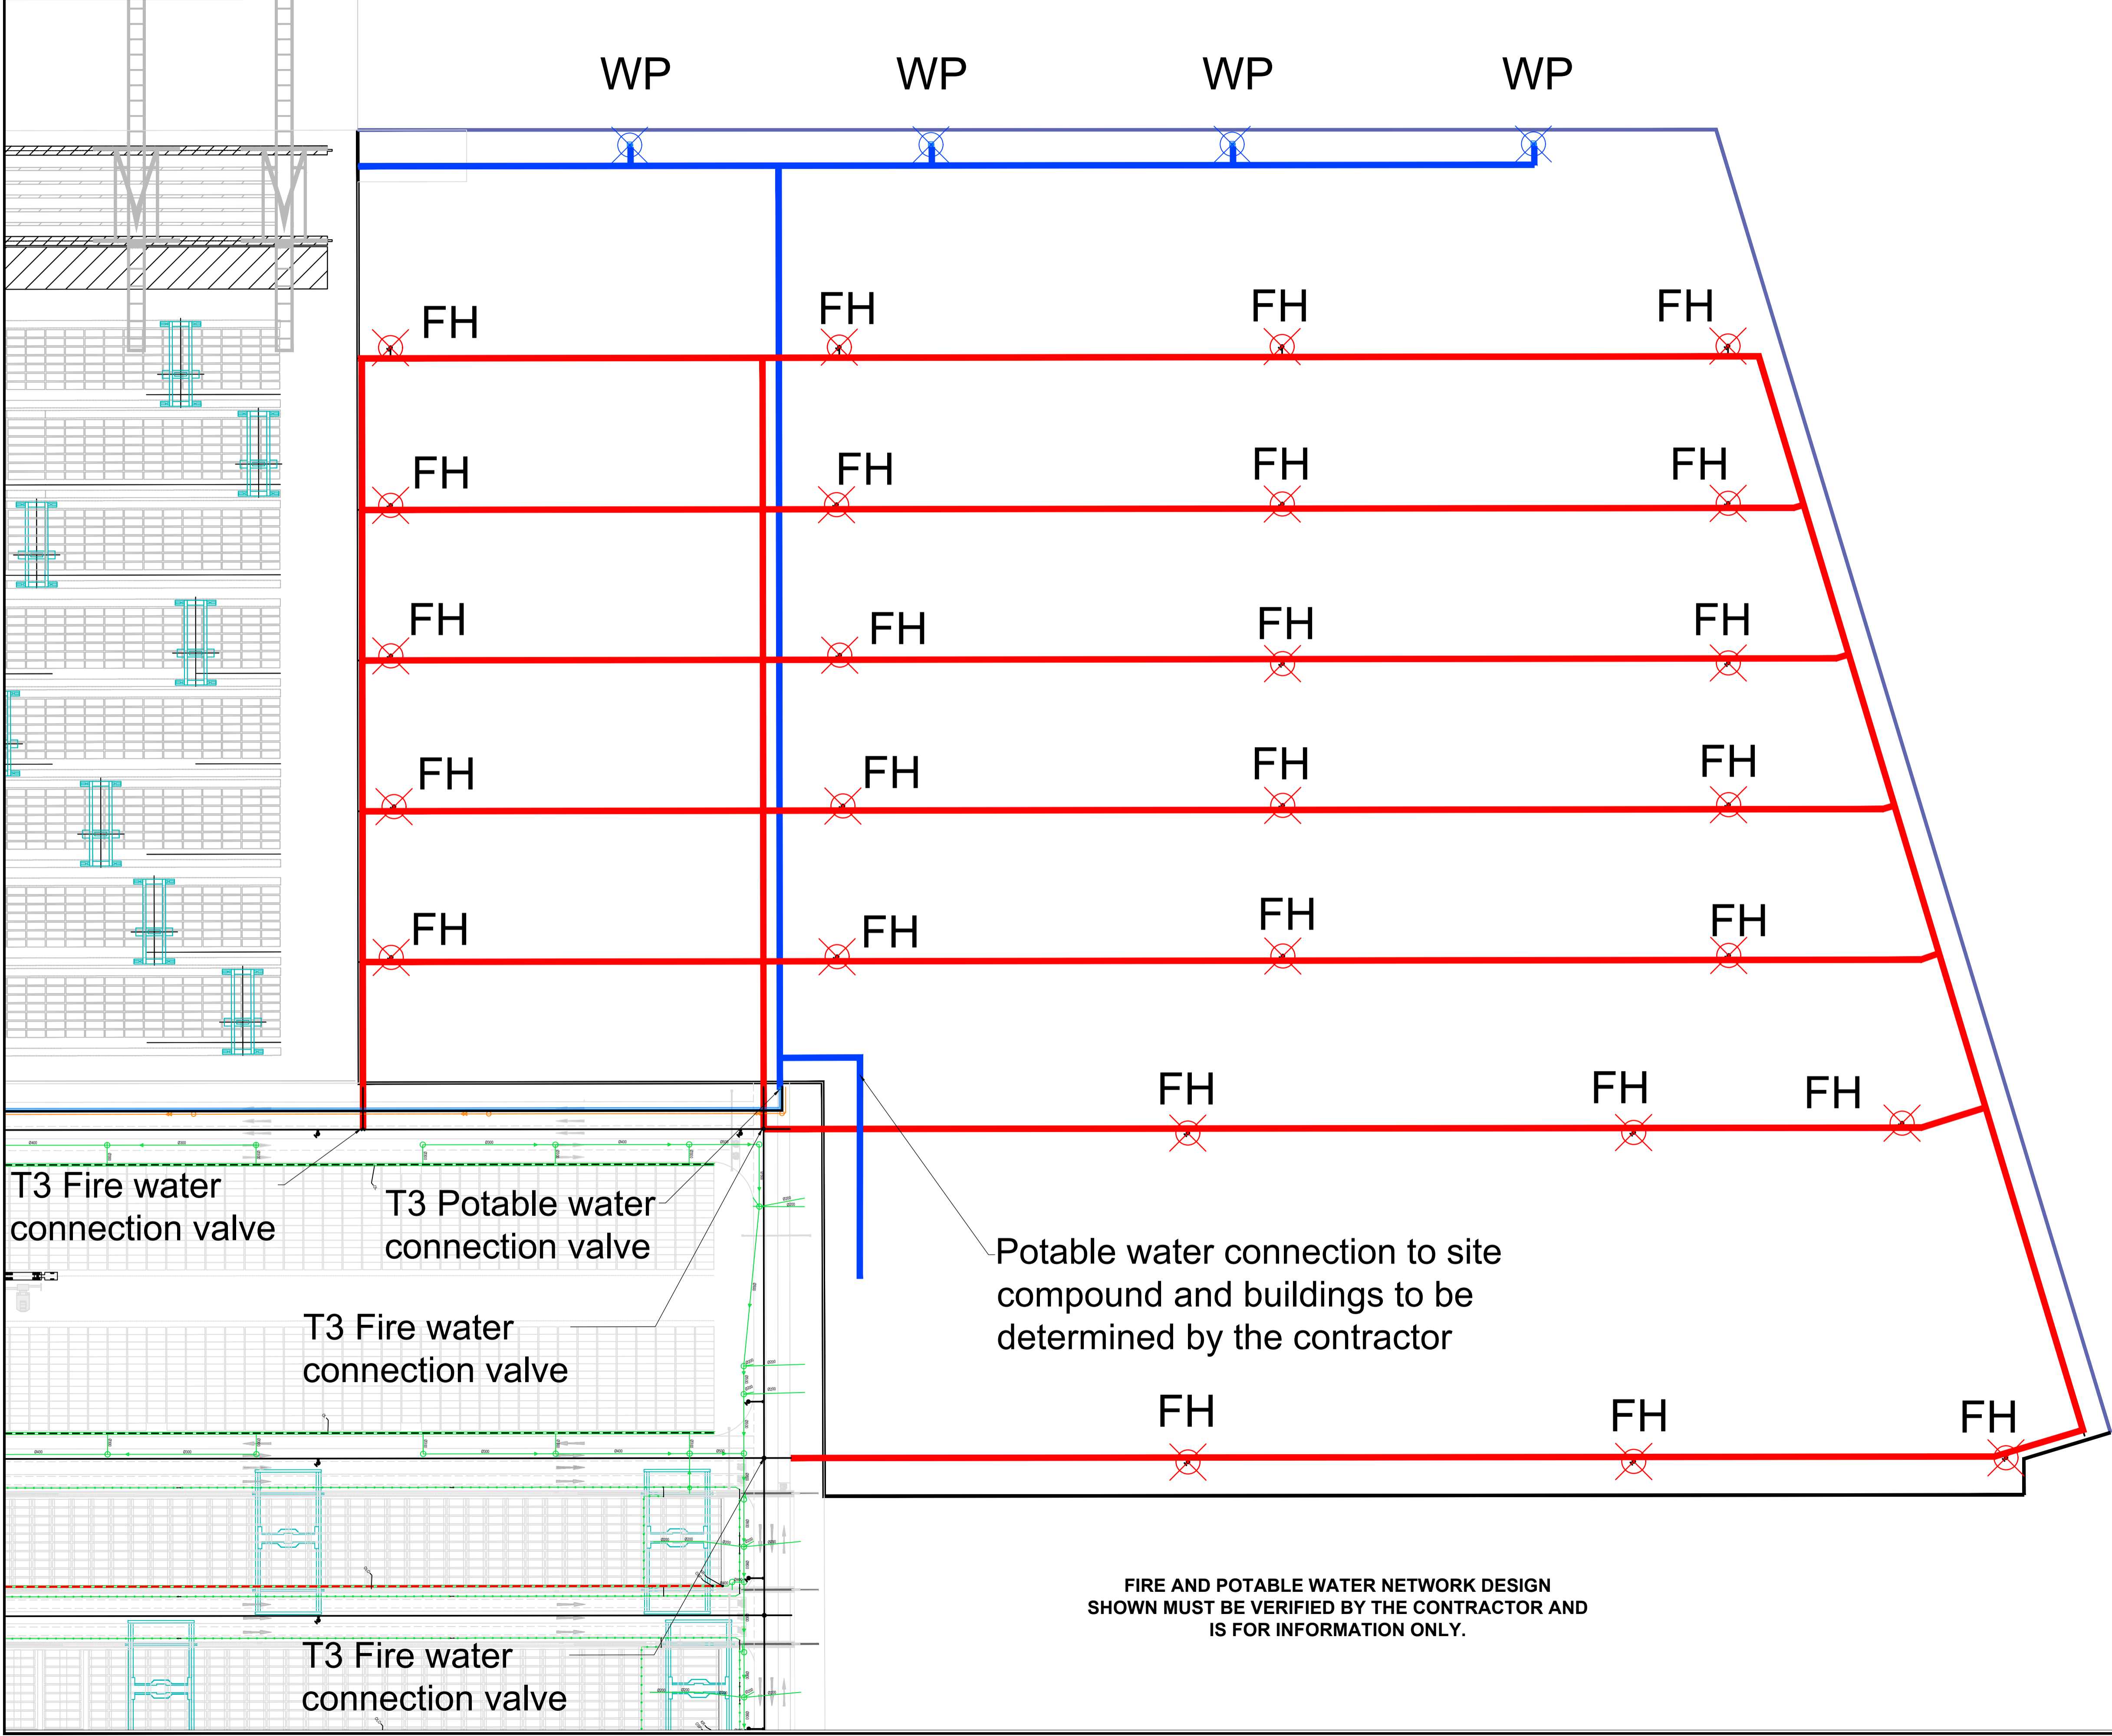 WP WP WP WP
FH FH FH FH
FH FH FH FH
FH FH FH FH
FH FH FH FH
FH FH FH FH
FH FH FH
T3 Fire water
connection valve
T3 Potable water
connection valve
Potable water connection to site
compound and buildings to be
determined by the contractor
T3 Fire water
connection valve
FH FH FH
FIRE AND POTABLE WATER NETWORK DESIGN
SHOWN MUST BE VERIFIED BY THE CONTRACTOR AND
IS FOR INFORMATION ONLY.
T3 Fire water
connection valve